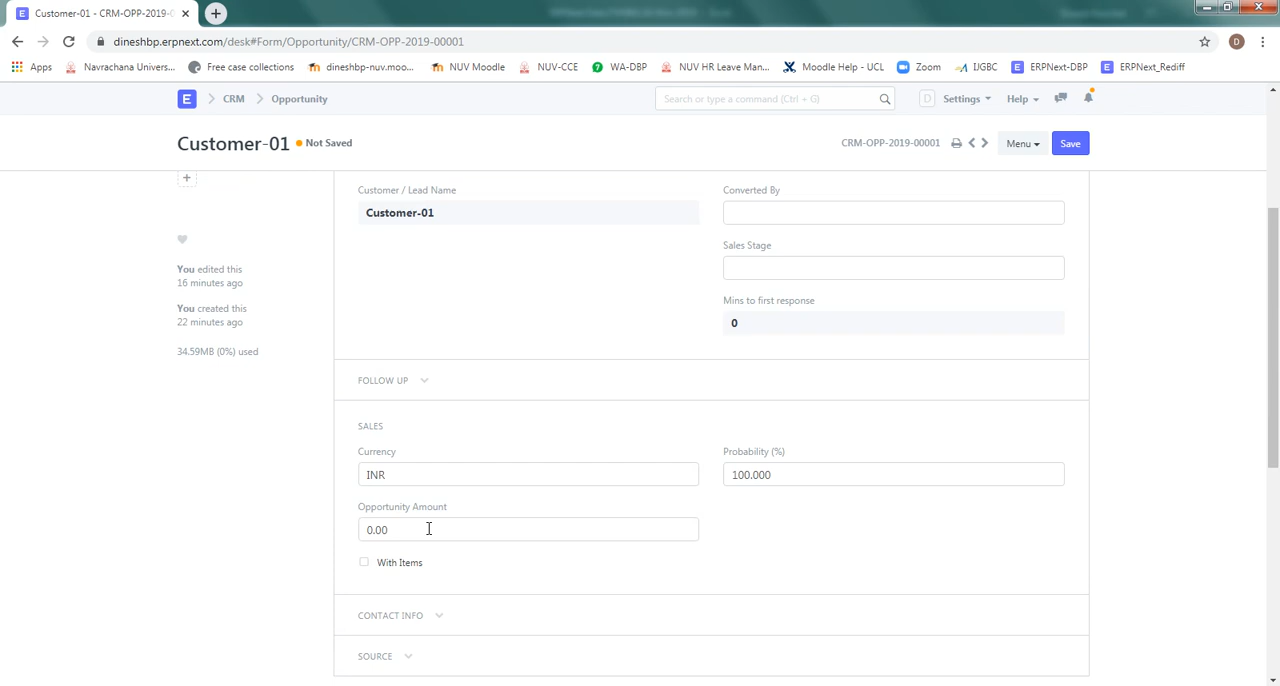 Customer-01 - CRM-OPP-2019-0
dineshbp.erpnext.com/desk#Form/Opportunity/CRM-OPP-2019-00001
D
Apps
Navrachana Univers...
Free case collections
dineshbp-nuv.moo...
NUV Moodle
NUV-CCE
WA-DBP
NUV HR Leave Man...
Moodle Help - UCL
Zoom
IJGBC
ERPNext-DBP
ERPNext_Rediff
E
CRM
Opportunity
Search or type a command (Ctrl + G)
D
Settings
Help
Customer-01
Not Saved
CRM-OPP-2019-00001
Menu
Save
Customer / Lead Name
Converted By
Customer-01
Sales Stage
You edited this
16 minutes ago
Mins to first response
You created this
22 minutes ago
0
34.59MB (0%) used
FOLLOW UP
SALES
Currency
Probability (%)
INR
100.000
Opportunity Amount
0.00
With Items
CONTACT INFO
SOURCE